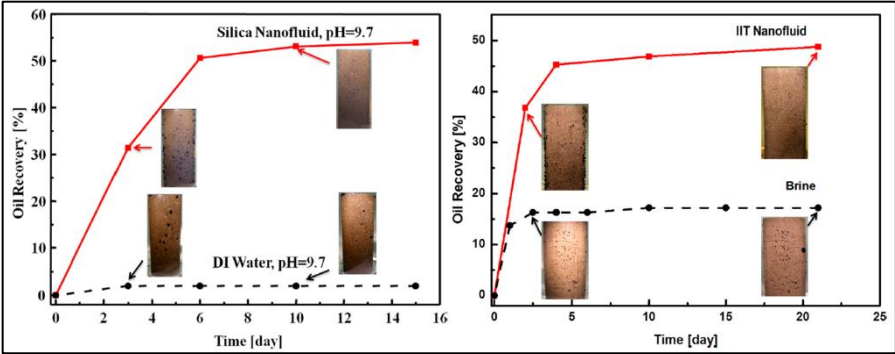 Silica Nanofluid, pH=9.7
DI Water, pH=9.7
Oil Recovery [%]
60
50
40
30
20
10
0
0 2 4 6 8 10 12 14 16
Time [day]
IIT Nanofluid
Brine
Oil Recovery [%]
50
40
30
20
10
0
0 5 10 15 20 25
Time [day]